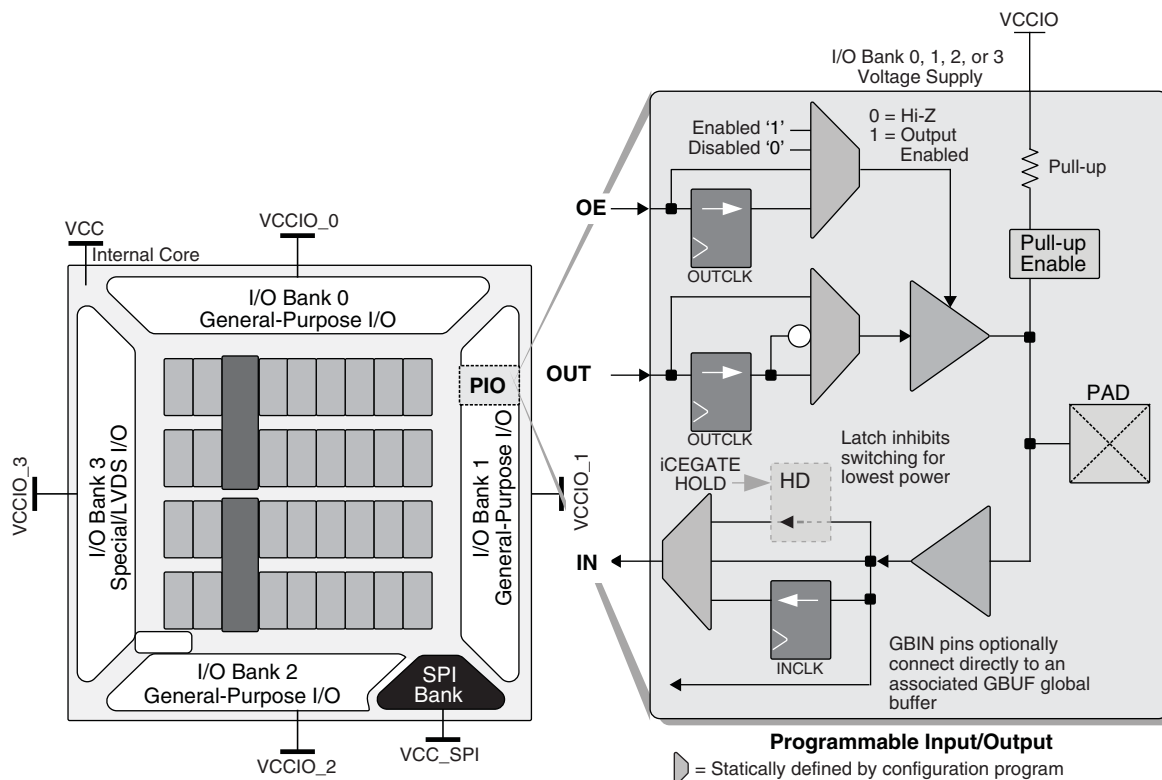 VCCIO
I/O Bank 0, 1, 2, or 3
Voltage Supply
Enabled ‘1’
Disabled ‘0’
0 = Hi-Z
1 = Output
Enabled
Pull-up
OE
OUTCLK
Pull-up
Enable
VCC
Internal Core
VCCIO_0
I/O Bank 0
General-Purpose I/O
PIO
OUT
OUTCLK
PAD
VCCIO_3
I/O Bank 3
Special/LVDS I/O
I/O Bank 1
General-Purpose I/O
VCCIO_1
iCEGATE
HOLD
HD
Latch inhibits
switching for
lowest power
IN
INCLK
GBIN pins optionally
connect directly to an
associated GBUF global
buffer
I/O Bank 2
General-Purpose I/O
SPI
Bank
VCCIO_2
VCC_SPI
Programmable Input/Output
= Statically defined by configuration program